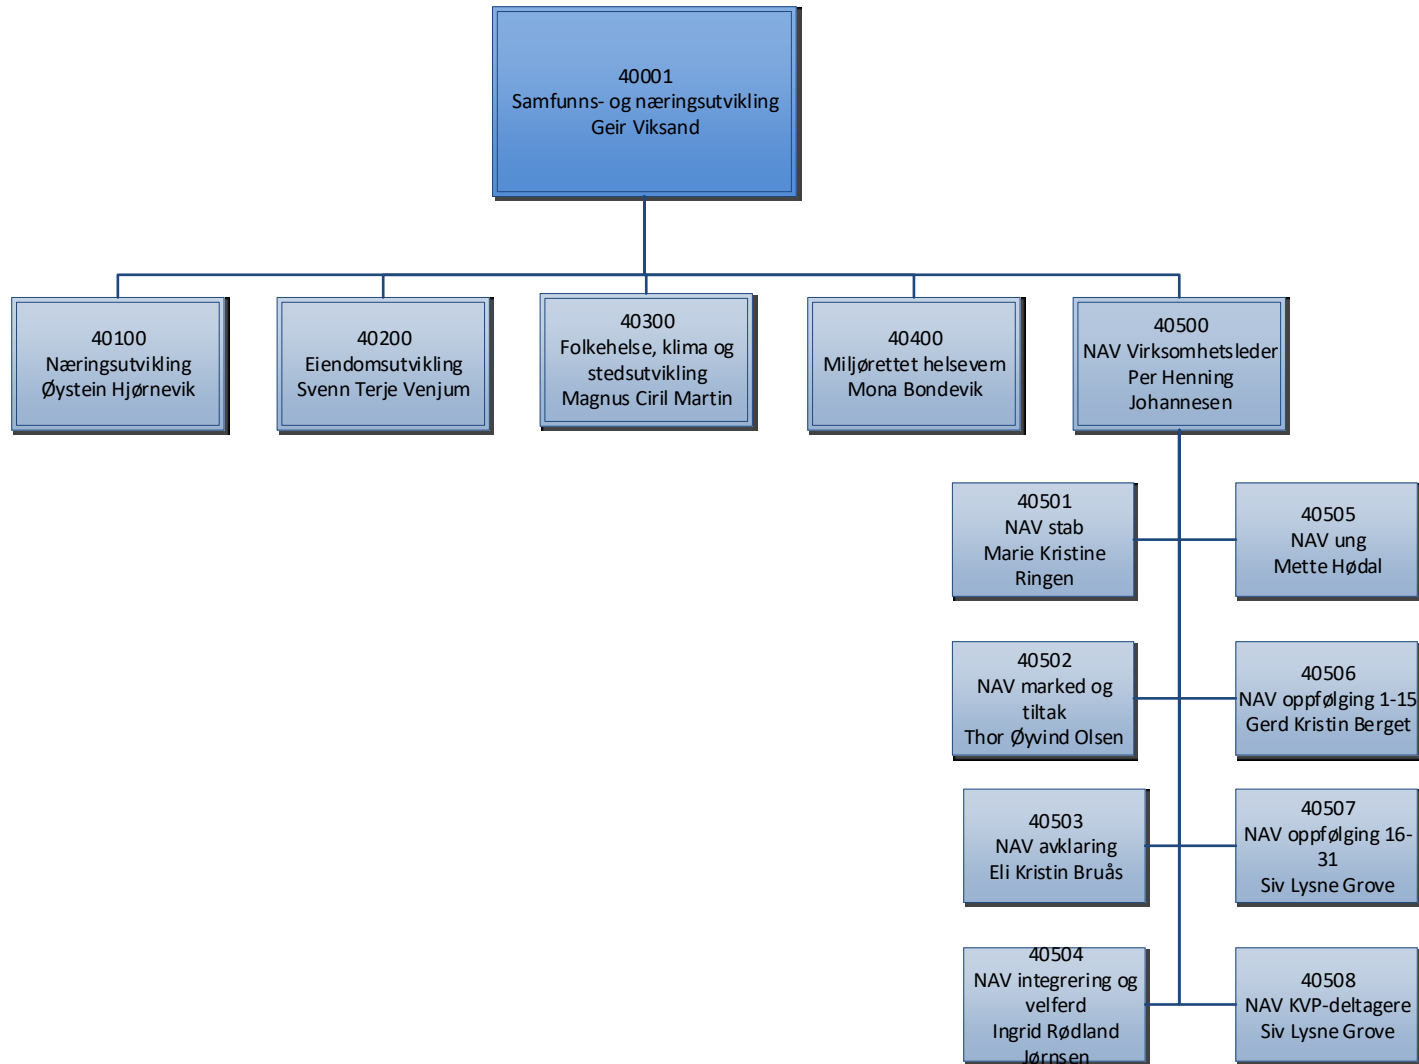 40001
Samfunns- og næringsutvikling
Geir Viksand
40100
Næringsutvikling
Øystein Hjørnevik
40200
Eiendomsutvikling
Svenn Terje Venjum
40300
Folkehelse, klima og
stedsutvikling
Magnus Ciril Martin
40400
Miljørettet helsevern
Mona Bondevik
40500
NAV Virksomhetsleder
Per Henning
Johannesen
40501
NAV stab
Marie Kristine
Ringen
40505
NAV ung
Mette Hødal
40502
NAV marked og
tiltak
Thor Øyvind Olsen
40506
NAV oppfølging 1-15
Gerd Kristin Berget
40503
NAV avklaring
Eli Kristin Bruås
40507
NAV oppfølging 16-
31
Siv Lysne Grove
40504
NAV integrering og
velferd
Ingrid Rødland
Jørnsen
40508
NAV KVP-deltagere
Siv Lysne Grove